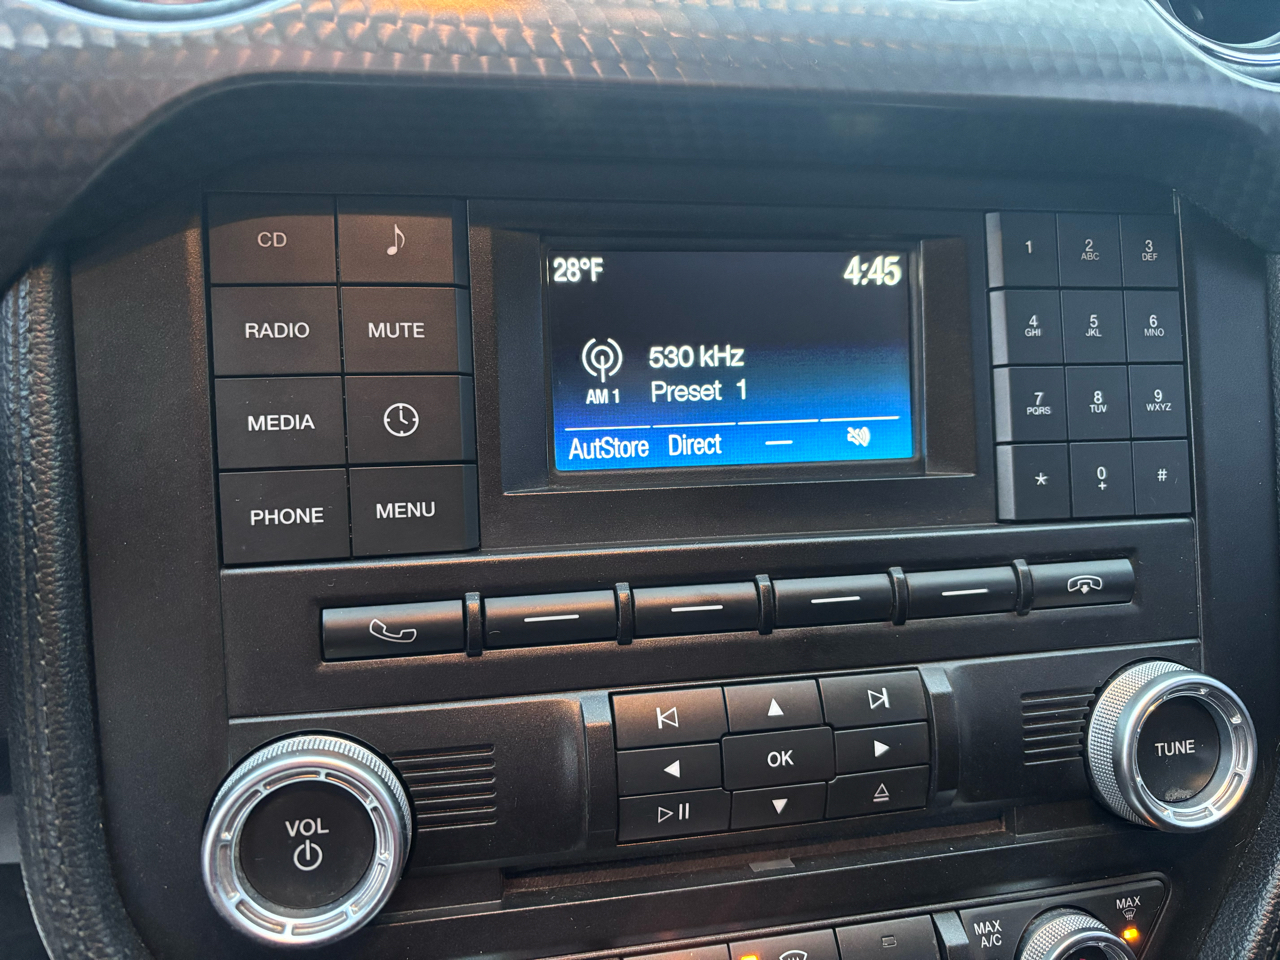 CD
RADIO
MUTE
MEDIA
PHONE
MENU
28°F
4:45
AM 1
530 kHz
Preset 1
AutStore Direct
1
2 ABC
3 DEF
4 GHI
5 JKL
6 MNO
7 PQRS
8 TUV
9 WXYZ
*
0 +
#
OK
VOL
TUNE
MAX A/C
MAX